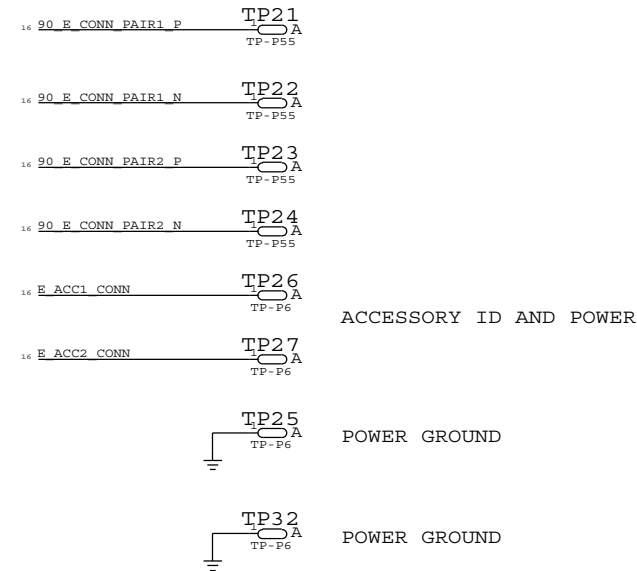 TP21
16 90_E_CONN_PAIR1_P 1 A
TP-P55
TP22
16 90_E_CONN_PAIR1_N 1 A
TP-P55
TP23
16 90_E_CONN_PAIR2_P 1 A
TP-P55
TP24
16 90_E_CONN_PAIR2_N 1 A
TP-P55
TP26
16 E_ACC1_CONN 1 A
TP-P6
ACCESSORY ID AND POWER
TP27
16 E_ACC2_CONN 1 A
TP-P6
TP25
1 A POWER GROUND
TP-P6
TP32
1 A POWER GROUND
TP-P6